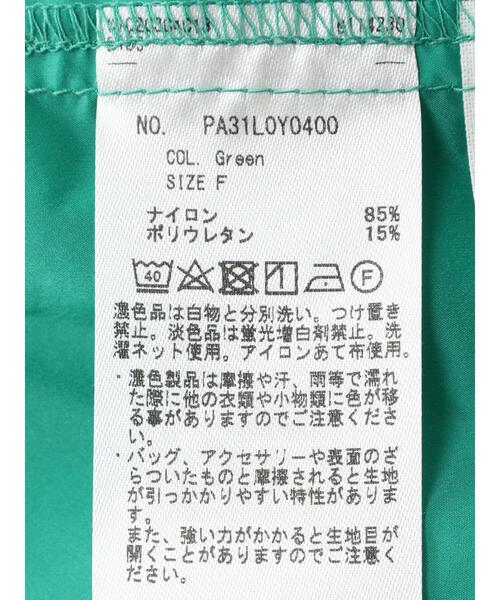 NO. PA31L0Y0400
COL. Green
SIZE F
ナイロン 85%
ポリウレタン 15%
40 F
濃色品は白物と分別洗い。つけ置き
禁止。淡色品は蛍光増白剤禁止。洗
濯ネット使用。アイロンあて布使用。
・濃色製品は摩擦や汗、雨等で濡れ
た際に他の衣類や小物類に色が移
る事がありますのでご注意くださ
い。
・バッグ、アクセサリーや表面のざ
らついたものと摩擦されると生地
が引っかかりやすい特性がありま
す。
また、強い力がかかると生地目が
開くことがありますのでご注意く
ださい。